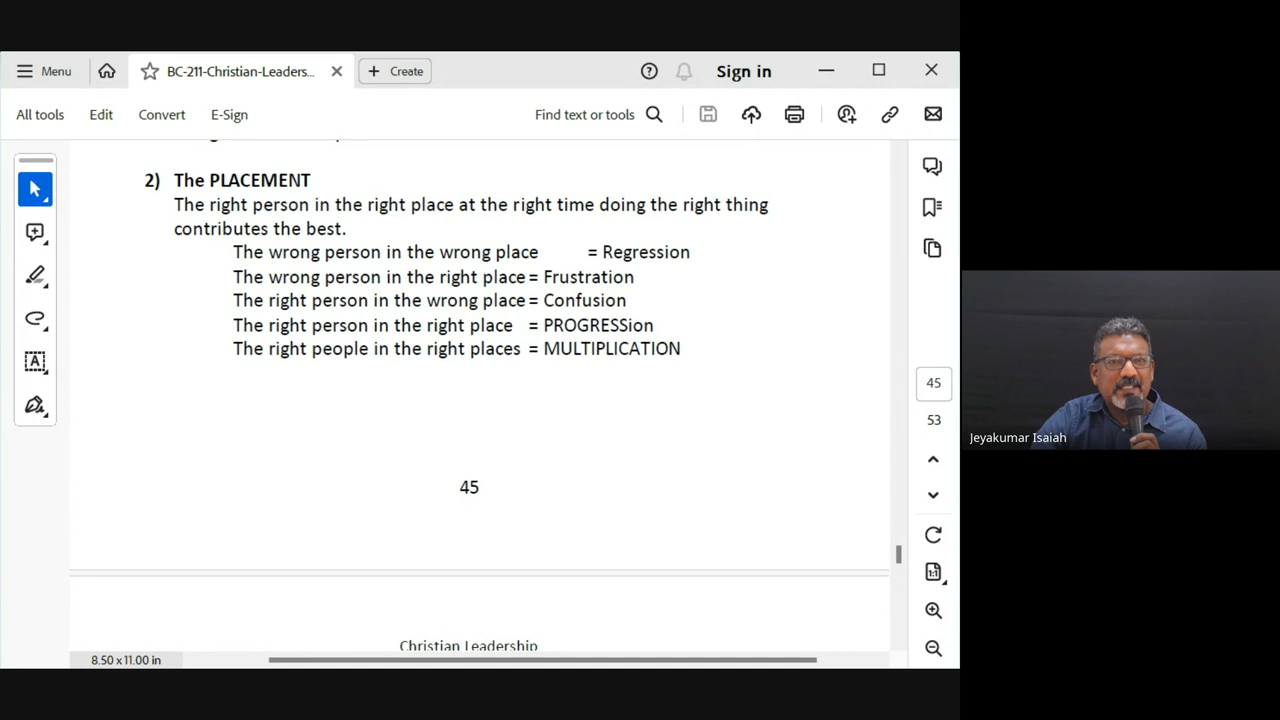 Menu
BC-211-Christian-Leaders...
Create
Sign in
All tools
Edit
Convert
E-Sign
Find text or tools
2) The PLACEMENT
The right person in the right place at the right time doing the right thing
contributes the best.
The wrong person in the wrong place = Regression
The wrong person in the right place = Frustration
The right person in the wrong place = Confusion
The right person in the right place = PROGRESSion
The right people in the right places = MULTIPLICATION
45
Christian Leadership
8.50 x 11.00 in
45
53
Jeyakumar Isaiah